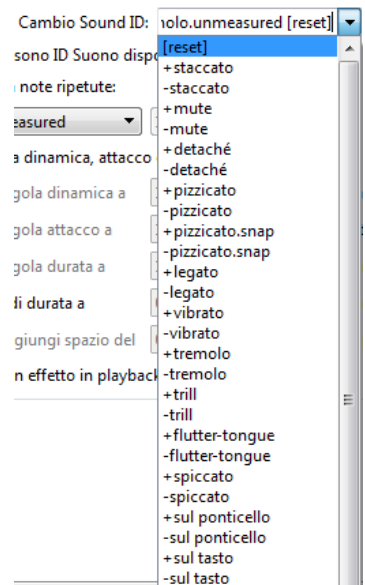 Cambio Sound ID: nolo.unmeasured [reset]
[reset]
sono ID Suono disp
+staccato
-staccato
note ripetute:
+mute
easured
-mute
+detaché
a dinamica, attacco
-detaché
+pizzicato
gola dinamica a
-pizzicato
+pizzicato.snap
gola attacco a
-pizzicato.snap
+legato
gola durata a
-legato
di durata a
+vibrato
-vibrato
giungi spazio del
+tremolo
n effetto in playback
-tremolo
+trill
-trill
+flutter-tongue
-flutter-tongue
+spiccato
-spiccato
+sul ponticello
-sul ponticello
+sul tasto
-sul tasto